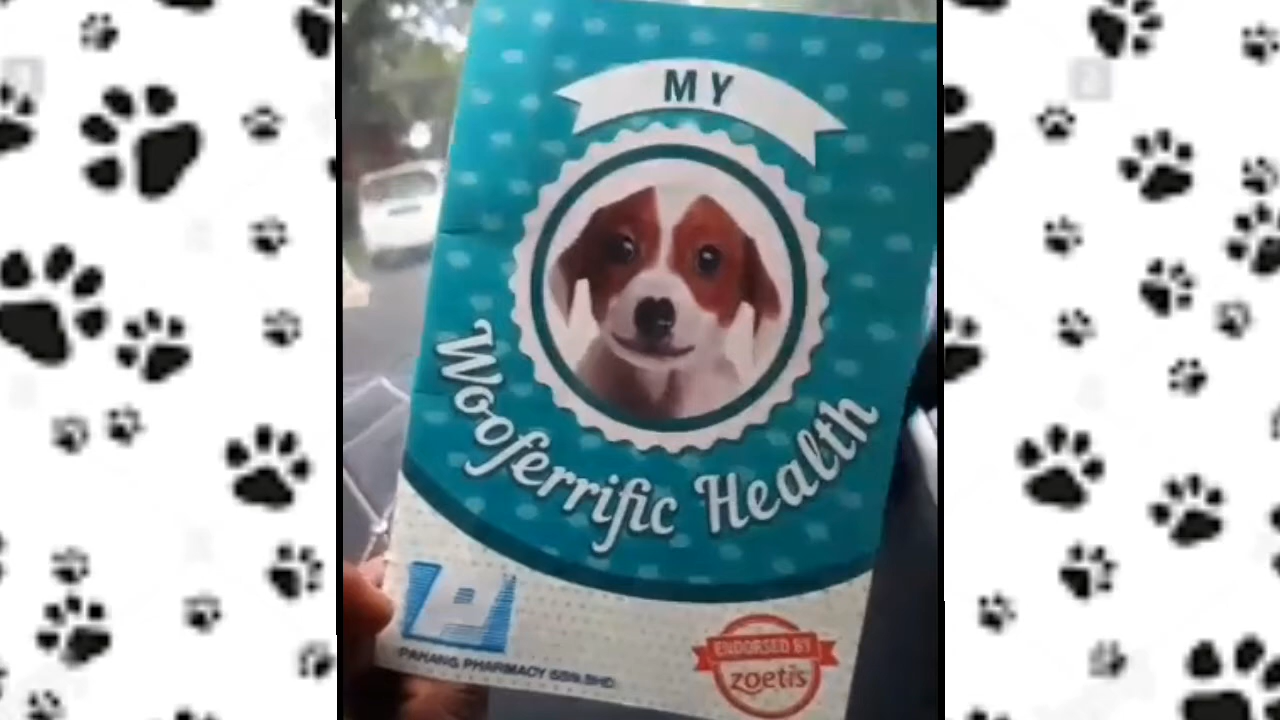 MY
Wooferrific Health
PAHANG PHARMACY SDN.BHD.
ENDORSED BY
zoetis